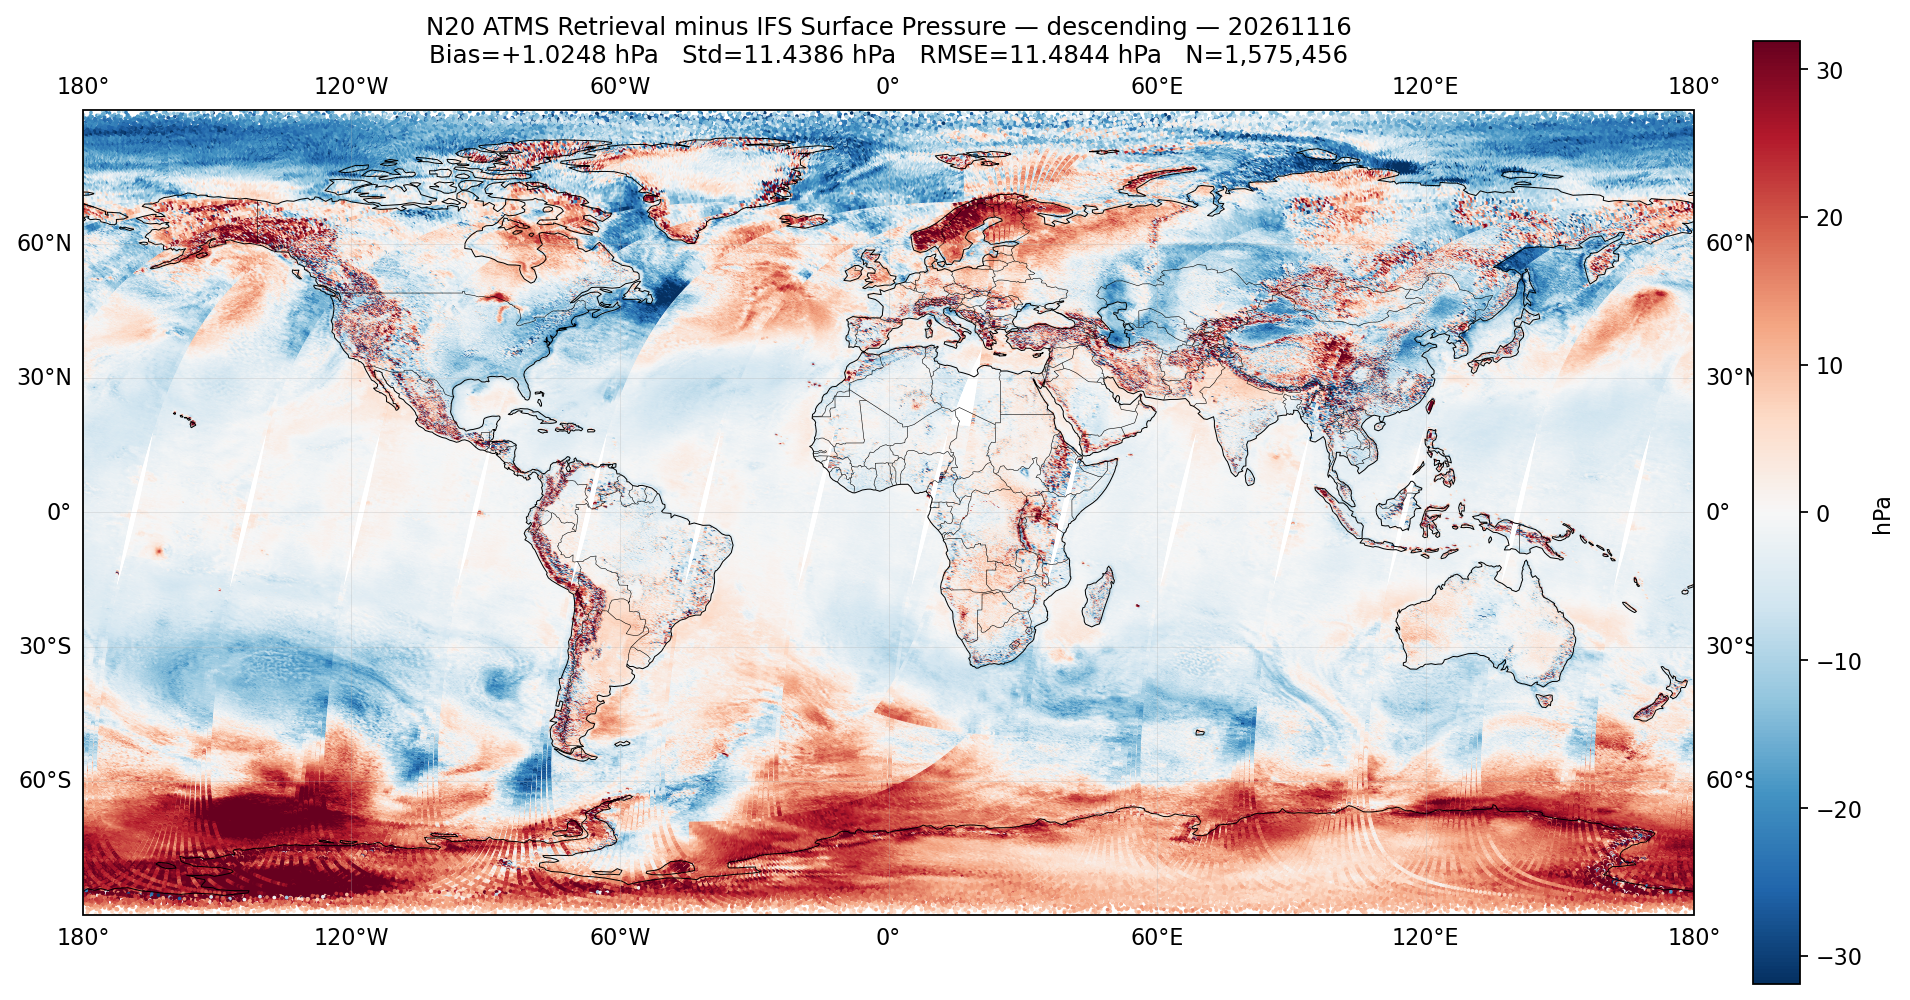 N20 ATMS Retrieval minus IFS Surface Pressure — descending — 20261116
Bias=+1.0248 hPa   Std=11.4386 hPa   RMSE=11.4844 hPa   N=1,575,456
180° 120°W 60°W 0° 60°E 120°E 180°
60°N 60°N
30°N 30°N
0° 0°
30°S 30°S
60°S 60°S
180° 120°W 60°W 0° 60°E 120°E 180°
30
20
10
0
−10
−20
−30
hPa